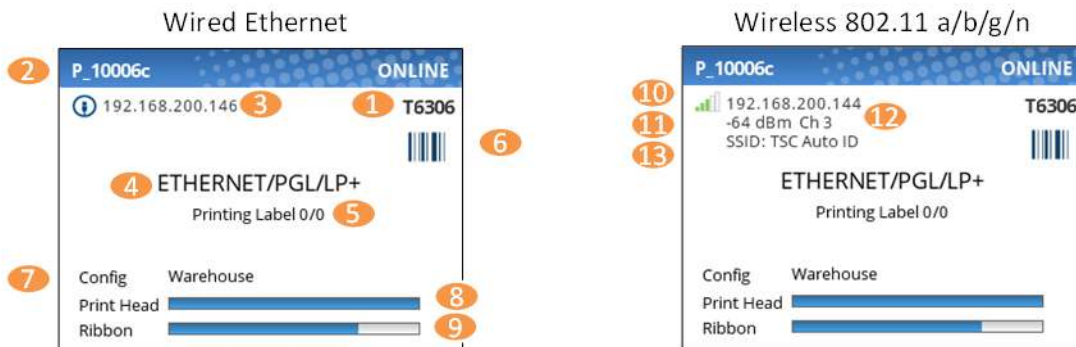 Wired Ethernet
2 P_10006c ONLINE
192.168.200.146 3 1 T6306
6
4 ETHERNET/PGL/LP+
Printing Label 0/0 5
7 Config Warehouse
Print Head 8
Ribbon 9
Wireless 802.11 a/b/g/n
P_10006c ONLINE
10 192.168.200.144 T6306
11 -64 dBm Ch 3 12
13 SSID: TSC Auto ID
ETHERNET/PGL/LP+
Printing Label 0/0
Config Warehouse
Print Head
Ribbon